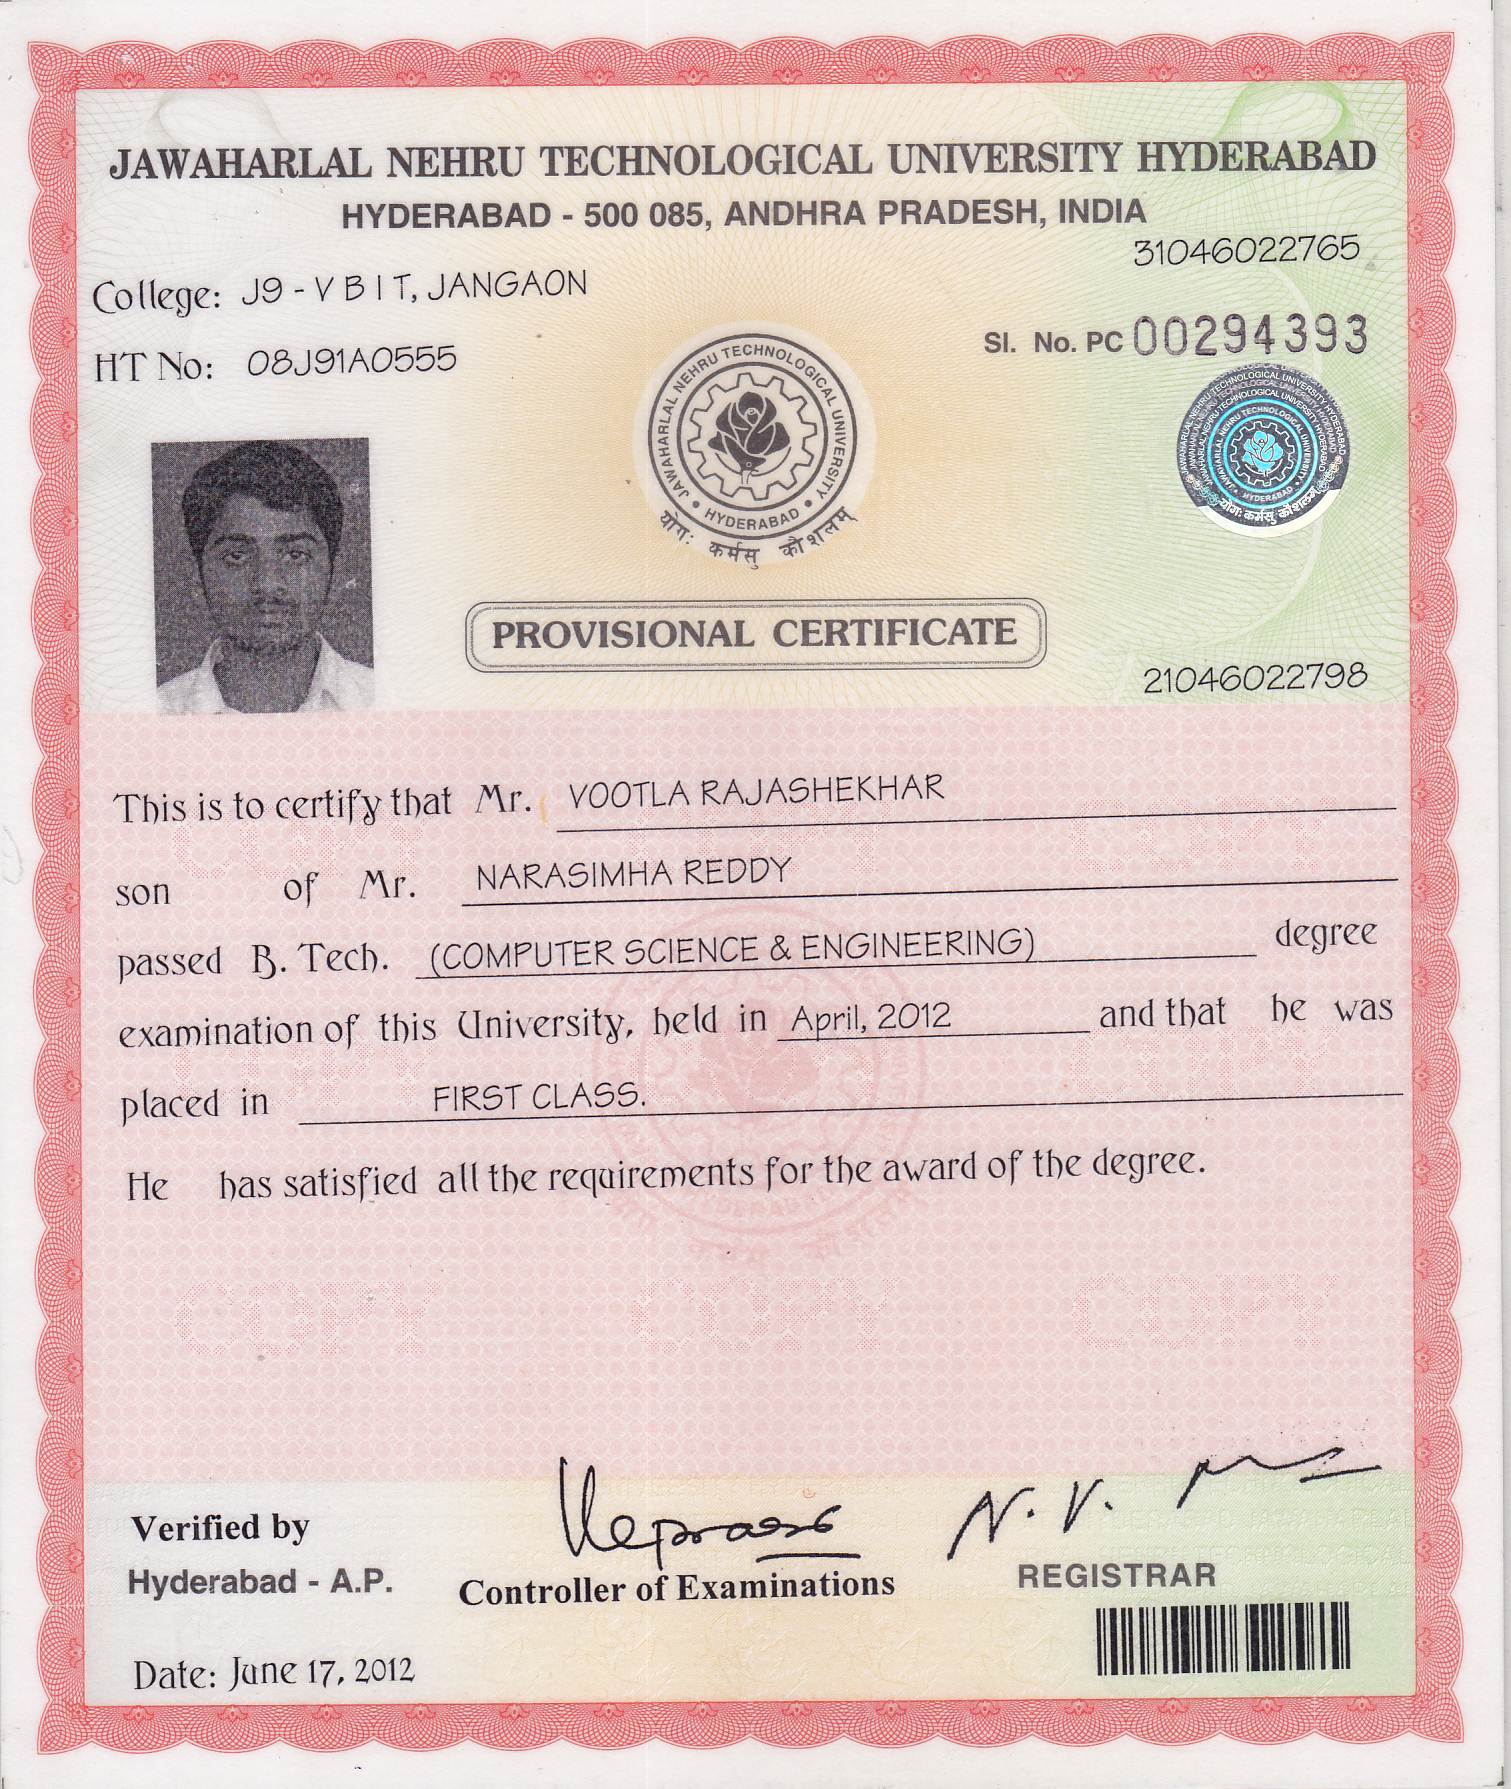 JAWAHARLAL NEHRU TECHNOLOGICAL UNIVERSITY HYDERABAD
HYDERABAD - 500 085, ANDHRA PRADESH, INDIA
31046022765
College: J9 - V B I T, JANGAON
Sl. No. PC 00294393
HT No: 08J91A0555
JAWAHARLAL NEHRU TECHNOLOGICAL UNIVERSITY
• HYDERABAD •
योगः कर्मसु कौशलम्
JAWAHARLAL NEHRU TECHNOLOGICAL UNIVERSITY
• HYDERABAD •
योगः कर्मसु कौशलम्
PROVISIONAL CERTIFICATE
21046022798
This is to certify that Mr. VOOTLA RAJASHEKHAR
son of Mr. NARASIMHA REDDY
passed B. Tech. (COMPUTER SCIENCE & ENGINEERING) degree
examination of this University, held in April, 2012 and that he was
placed in FIRST CLASS.
He has satisfied all the requirements for the award of the degree.
COPY COPY COPY
N. V.
Verified by
Hyderabad - A.P.
Controller of Examinations
REGISTRAR
Date: June 17, 2012